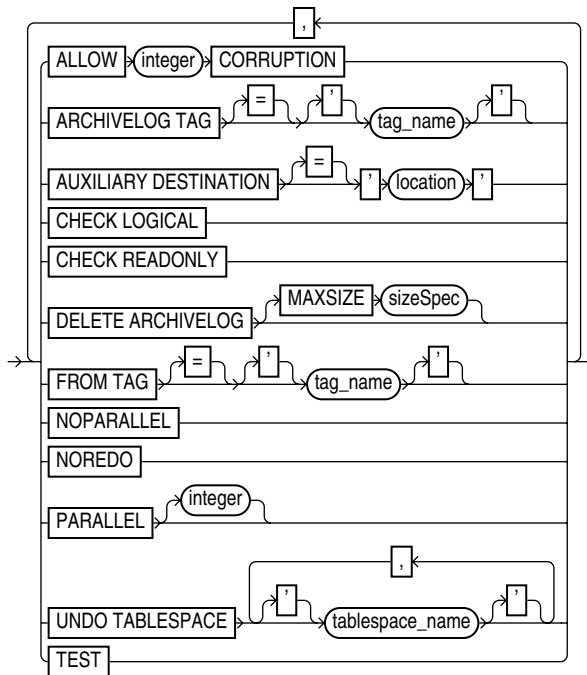 ,
ALLOW integer CORRUPTION
ARCHIVELOG TAG = ' tag_name '
AUXILIARY DESTINATION = ' location '
CHECK LOGICAL
CHECK READONLY
DELETE ARCHIVELOG MAXSIZE sizeSpec
FROM TAG = ' tag_name '
NOPARALLEL
NOREDO
PARALLEL integer
,
UNDO TABLESPACE ' tablespace_name '
TEST